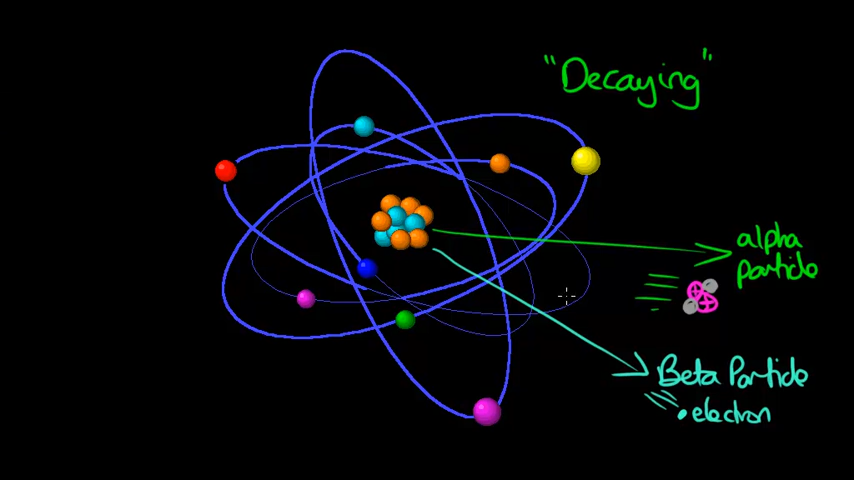 "Decaying"
alpha
particle
Beta Particle
electron